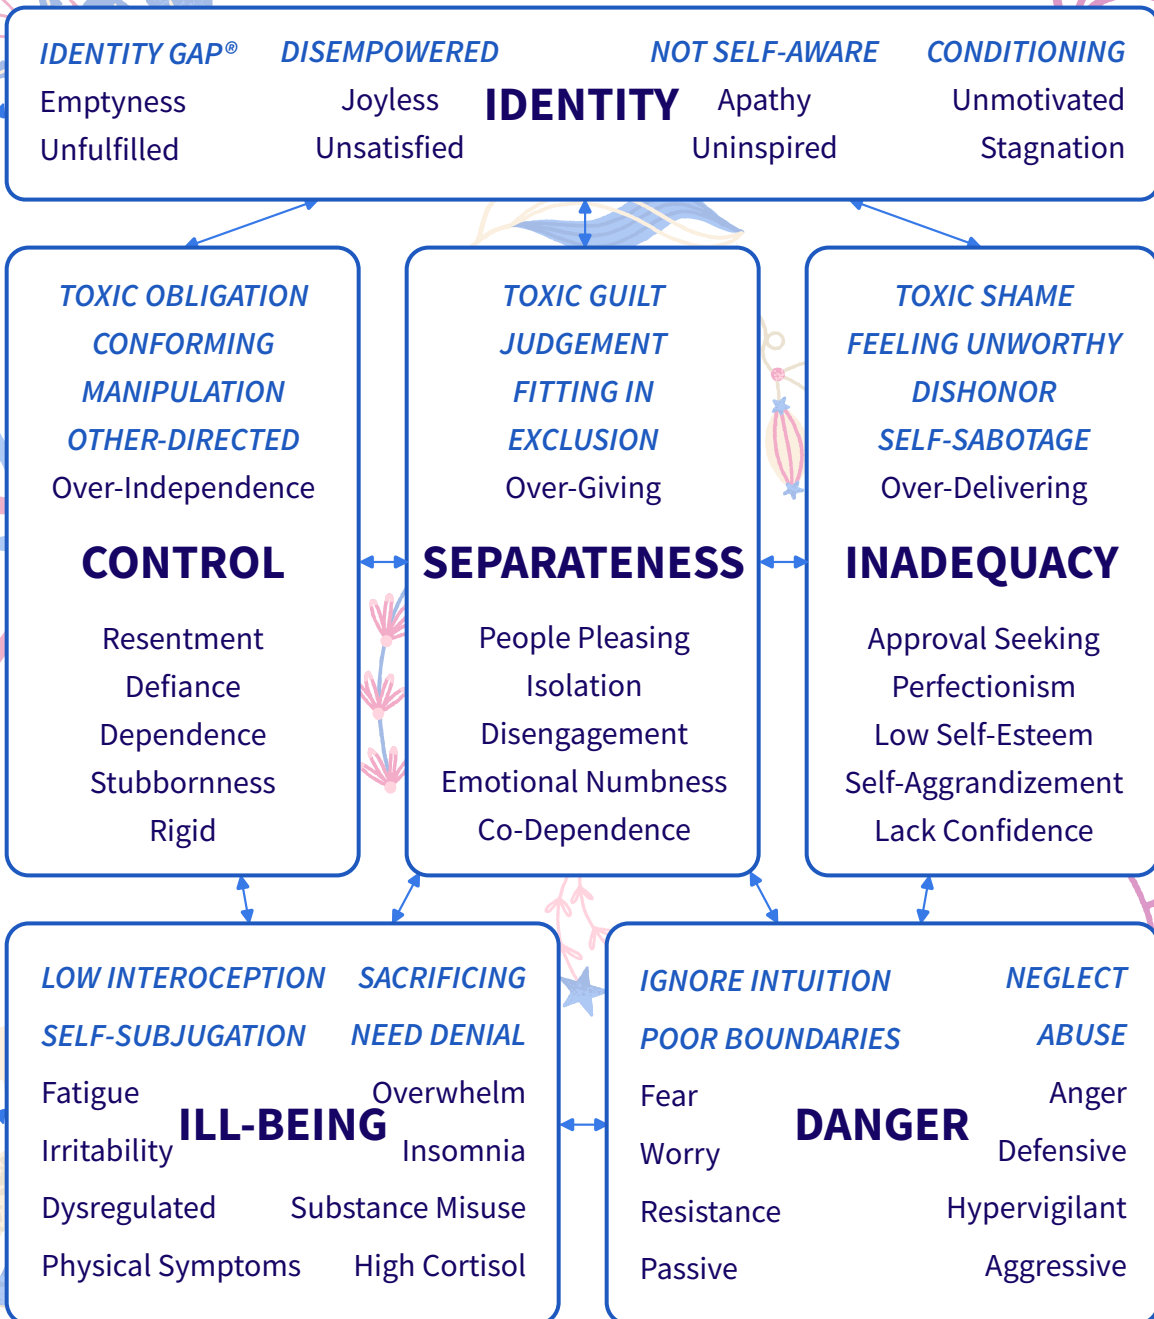 IDENTITY GAP® DISEMPOWERED NOT SELF-AWARE CONDITIONING
Emptyness Joyless IDENTITY Apathy Unmotivated
Unfulfilled Unsatisfied Uninspired Stagnation
TOXIC OBLIGATION
CONFORMING
MANIPULATION
OTHER-DIRECTED
Over-Independence
CONTROL
Resentment
Defiance
Dependence
Stubbornness
Rigid
TOXIC GUILT
JUDGEMENT
FITTING IN
EXCLUSION
Over-Giving
SEPARATENESS
People Pleasing
Isolation
Disengagement
Emotional Numbness
Co-Dependence
TOXIC SHAME
FEELING UNWORTHY
DISHONOR
SELF-SABOTAGE
Over-Delivering
INADEQUACY
Approval Seeking
Perfectionism
Low Self-Esteem
Self-Aggrandizement
Lack Confidence
LOW INTEROCEPTION SACRIFICING
SELF-SUBJUGATION NEED DENIAL
Fatigue Overwhelm
ILL-BEING
Irritability Insomnia
Dysregulated Substance Misuse
Physical Symptoms High Cortisol
IGNORE INTUITION NEGLECT
POOR BOUNDARIES ABUSE
Fear Anger
DANGER
Worry Defensive
Resistance Hypervigilant
Passive Aggressive